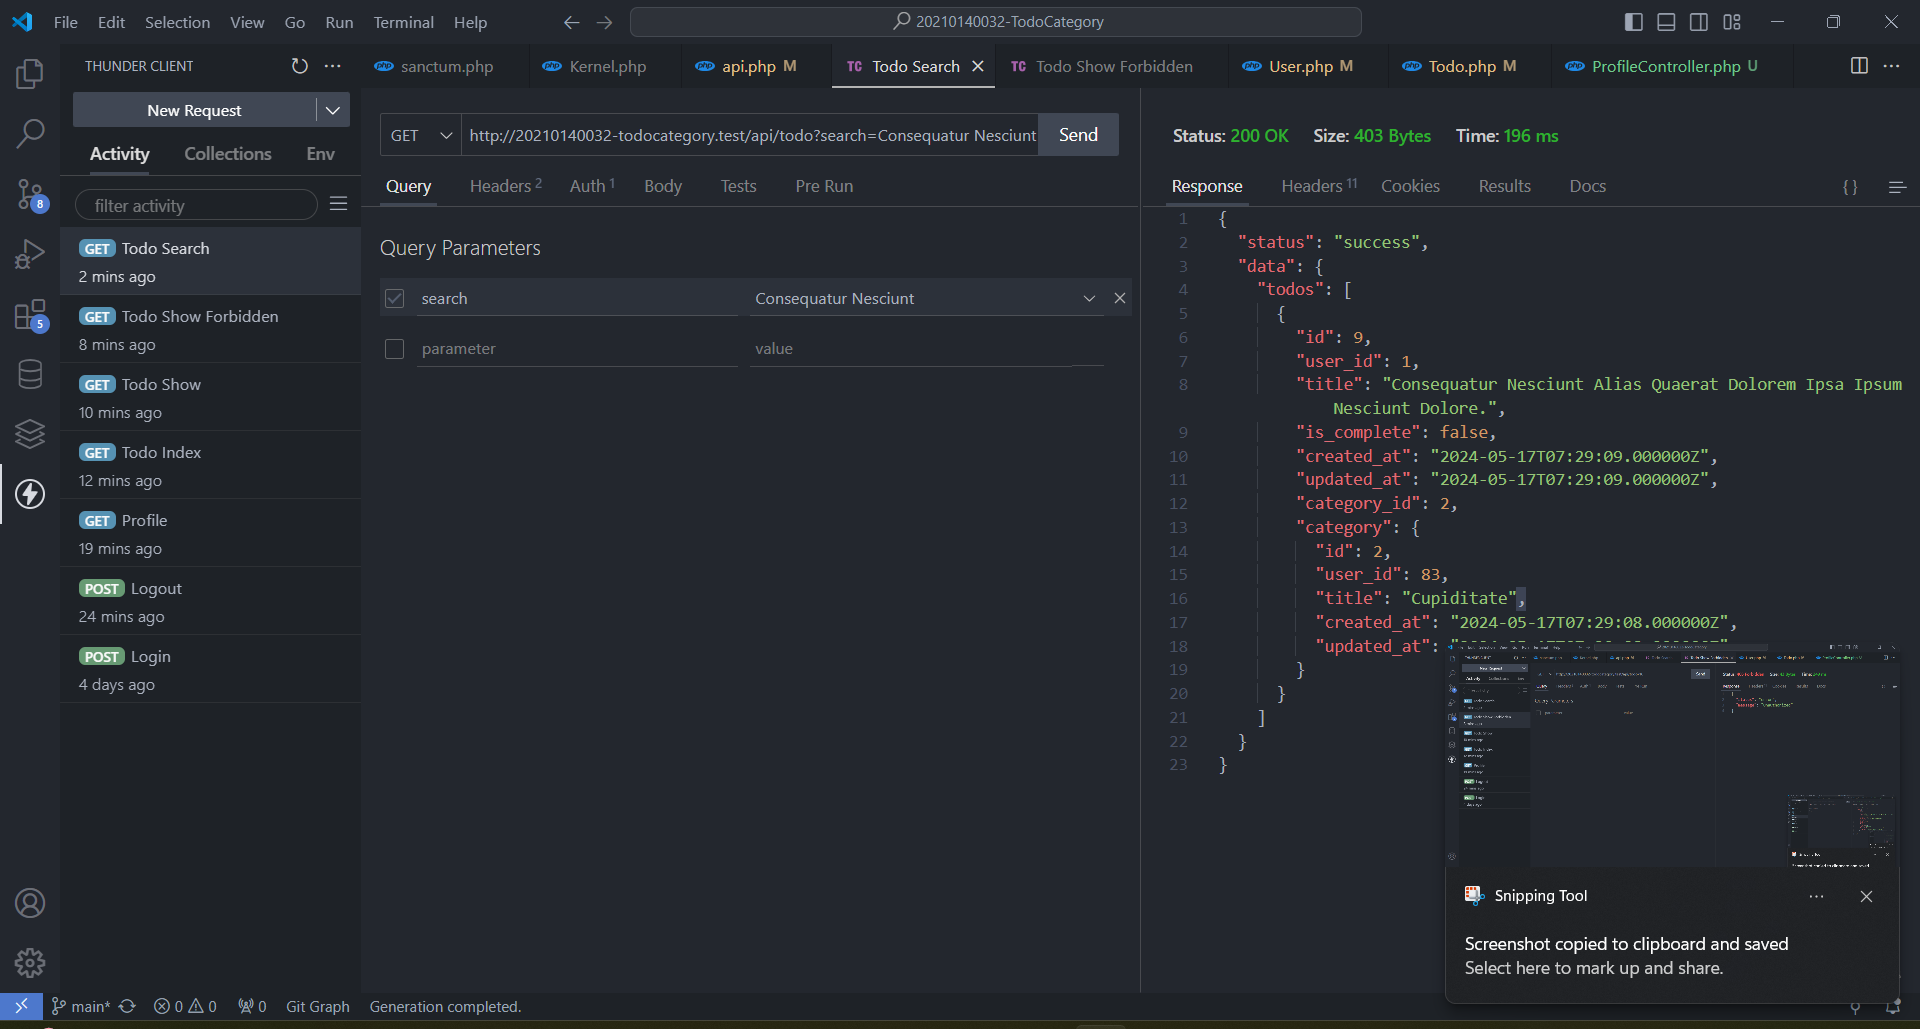 File Edit Selection View Go Run Terminal Help
20210140032-TodoCategory
THUNDER CLIENT
sanctum.php
Kernel.php
api.php M
TC Todo Search
TC Todo Show Forbidden
User.php M
Todo.php M
ProfileController.php U
New Request
Activity Collections Env
filter activity
GET Todo Search
2 mins ago
GET Todo Show Forbidden
8 mins ago
GET Todo Show
10 mins ago
GET Todo Index
12 mins ago
GET Profile
19 mins ago
POST Logout
24 mins ago
POST Login
4 days ago
8
5
GET http://20210140032-todocategory.test/api/todo?search=Consequatur Nesciunt Send
Query Headers 2 Auth 1 Body Tests Pre Run
Query Parameters
search Consequatur Nesciunt
parameter value
Status: 200 OK Size: 403 Bytes Time: 196 ms
Response Headers 11 Cookies Results Docs {}
1 {
2 "status": "success",
3 "data": {
4 "todos": [
5 {
6 "id": 9,
7 "user_id": 1,
8 "title": "Consequatur Nesciunt Alias Quaerat Dolorem Ipsa Ipsum
Nesciunt Dolore.",
9 "is_complete": false,
10 "created_at": "2024-05-17T07:29:09.000000Z",
11 "updated_at": "2024-05-17T07:29:09.000000Z",
12 "category_id": 2,
13 "category": {
14 "id": 2,
15 "user_id": 83,
16 "title": "Cupiditate",
17 "created_at": "2024-05-17T07:29:08.000000Z",
18 "updated_at":
19 }
20 }
21 ]
22 }
23 }
Snipping Tool
Screenshot copied to clipboard and saved
Select here to mark up and share.
main* 0 0 0 Git Graph Generation completed.